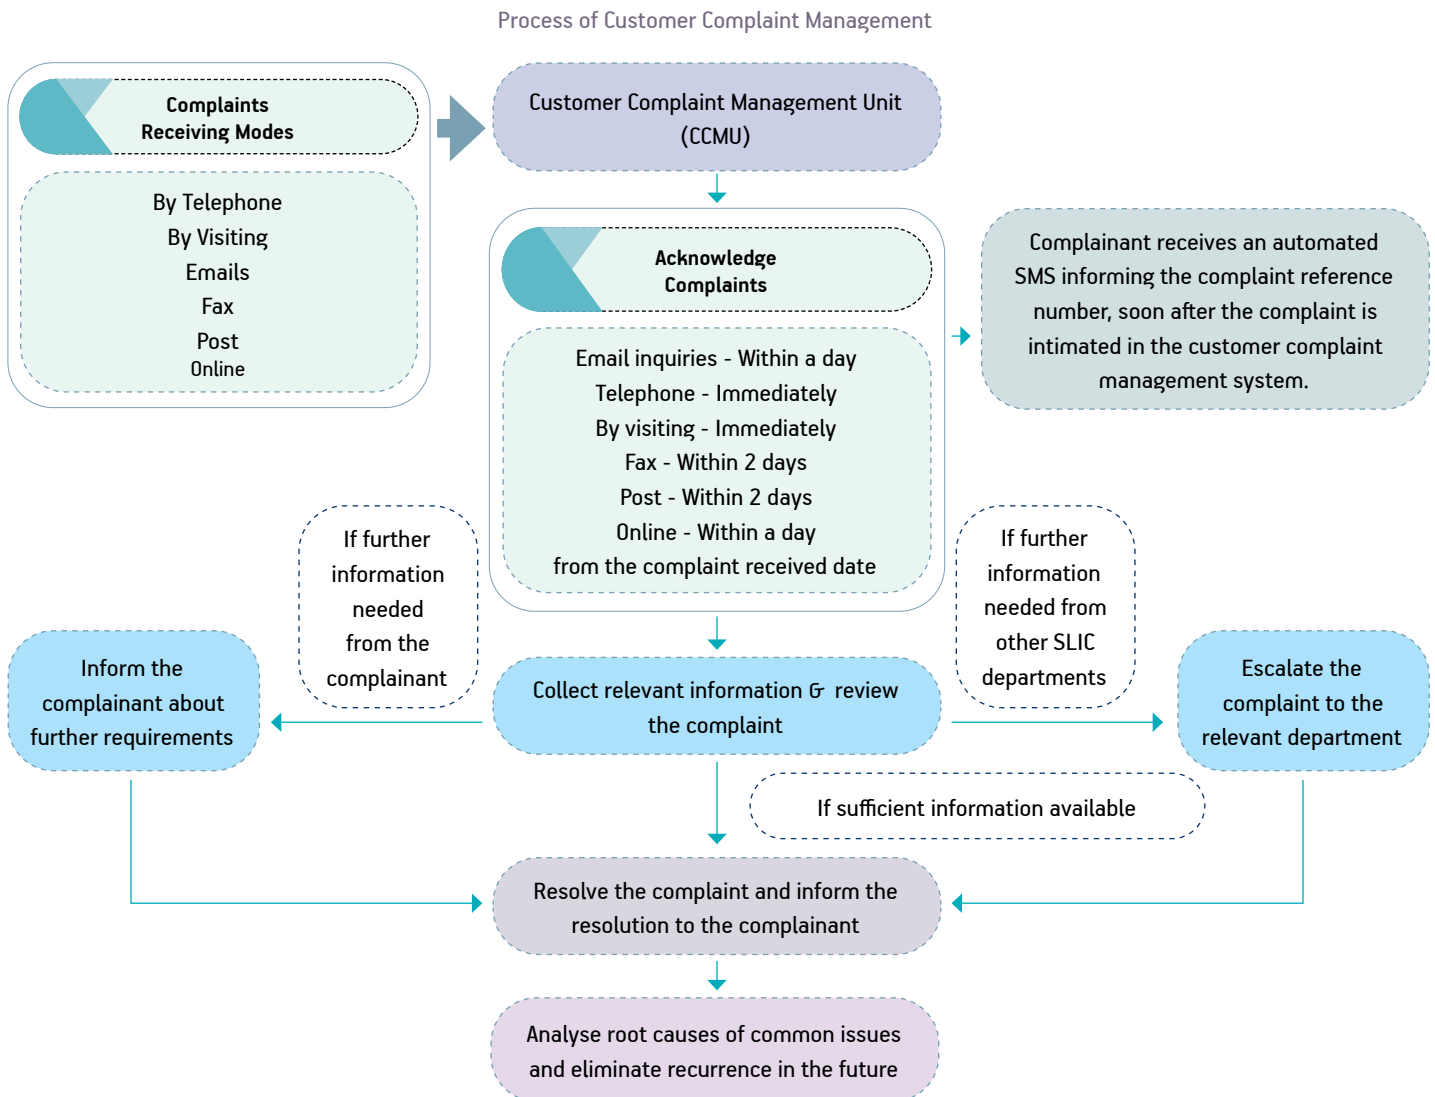 Process of Customer Complaint Management
Complaints
Receiving Modes
By Telephone
By Visiting
Emails
Fax
Post
Online
Customer Complaint Management Unit
(CCMU)
Acknowledge
Complaints
Email inquiries - Within a day
Telephone - Immediately
By visiting - Immediately
Fax - Within 2 days
Post - Within 2 days
Online - Within a day
from the complaint received date
Complainant receives an automated
SMS informing the complaint reference
number, soon after the complaint is
intimated in the customer complaint
management system.
If further
information
needed
from the
complainant
If further
information
needed from
other SLIC
departments
Inform the
complainant about
further requirements
Collect relevant information & review
the complaint
Escalate the
complaint to the
relevant department
If sufficient information available
Resolve the complaint and inform the
resolution to the complainant
Analyse root causes of common issues
and eliminate recurrence in the future